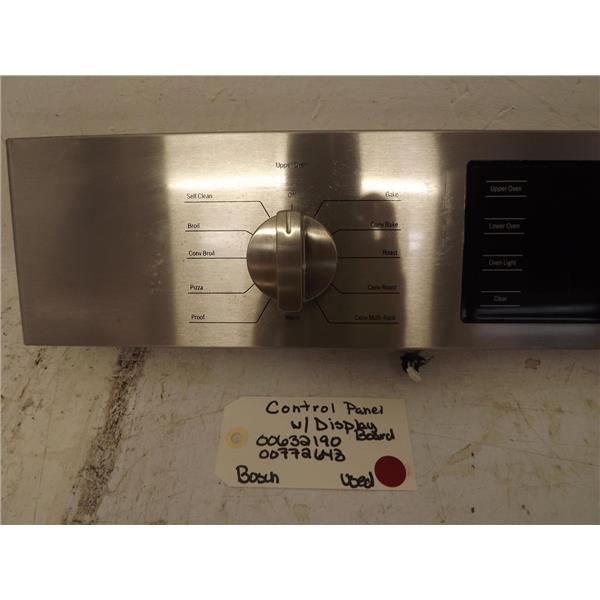 Upper Oven
Off
Self Clean
Bake
Broil
Conv Bake
Conv Broil
Roast
Pizza
Conv Roast
Proof
Warm
Conv Multi-Rack
Upper Oven
Lower Oven
Oven Light
Clear
Control Panel
w/Display
Board
00632190
00772643
Bosch
Used